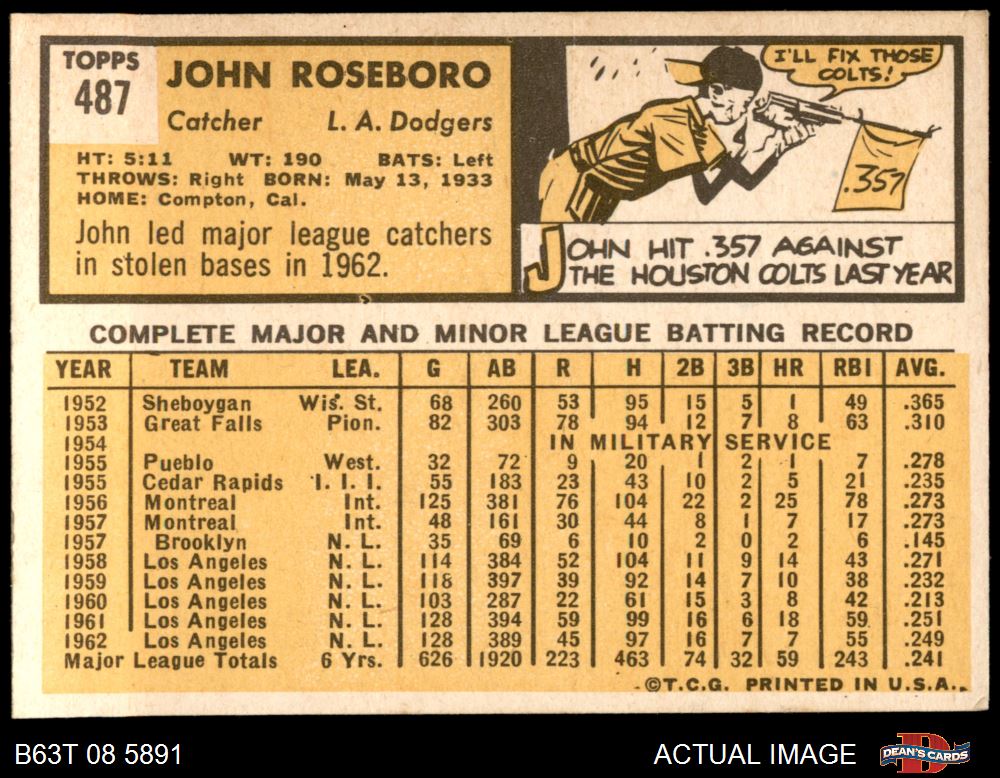 TOPPS
487
JOHN ROSEBORO
Catcher L. A. Dodgers
HT: 5:11 WT: 190 BATS: Left
THROWS: Right BORN: May 13, 1933
HOME: Compton, Cal.
John led major league catchers
in stolen bases in 1962.
I'LL FIX THOSE
COLTS!
.357
JOHN HIT .357 AGAINST
THE HOUSTON COLTS LAST YEAR
COMPLETE MAJOR AND MINOR LEAGUE BATTING RECORD
YEAR TEAM LEA. G AB R H 2B 3B HR RBI AVG.
1952 Sheboygan Wis. St. 68 260 53 95 15 5 1 49 .365
1953 Great Falls Pion. 82 303 78 94 12 7 8 63 .310
1954 IN MILITARY SERVICE
1955 Pueblo West. 32 72 9 20 1 2 1 7 .278
1955 Cedar Rapids I. I. I. 55 183 23 43 10 2 5 21 .235
1956 Montreal Int. 125 381 76 104 22 2 25 78 .273
1957 Montreal Int. 48 161 30 44 8 1 7 17 .273
1957 Brooklyn N. L. 35 69 6 10 2 0 2 6 .145
1958 Los Angeles N. L. 114 384 52 104 11 9 14 43 .271
1959 Los Angeles N. L. 118 397 39 92 14 7 10 38 .232
1960 Los Angeles N. L. 103 287 22 61 15 3 8 42 .213
1961 Los Angeles N. L. 128 394 59 99 16 6 18 59 .251
1962 Los Angeles N. L. 128 389 45 97 16 7 7 55 .249
Major League Totals 6 Yrs. 626 1920 223 463 74 32 59 243 .241
©T.C.G. PRINTED IN U.S.A.
B63T 08 5891 ACTUAL IMAGE DEAN'S CARDS